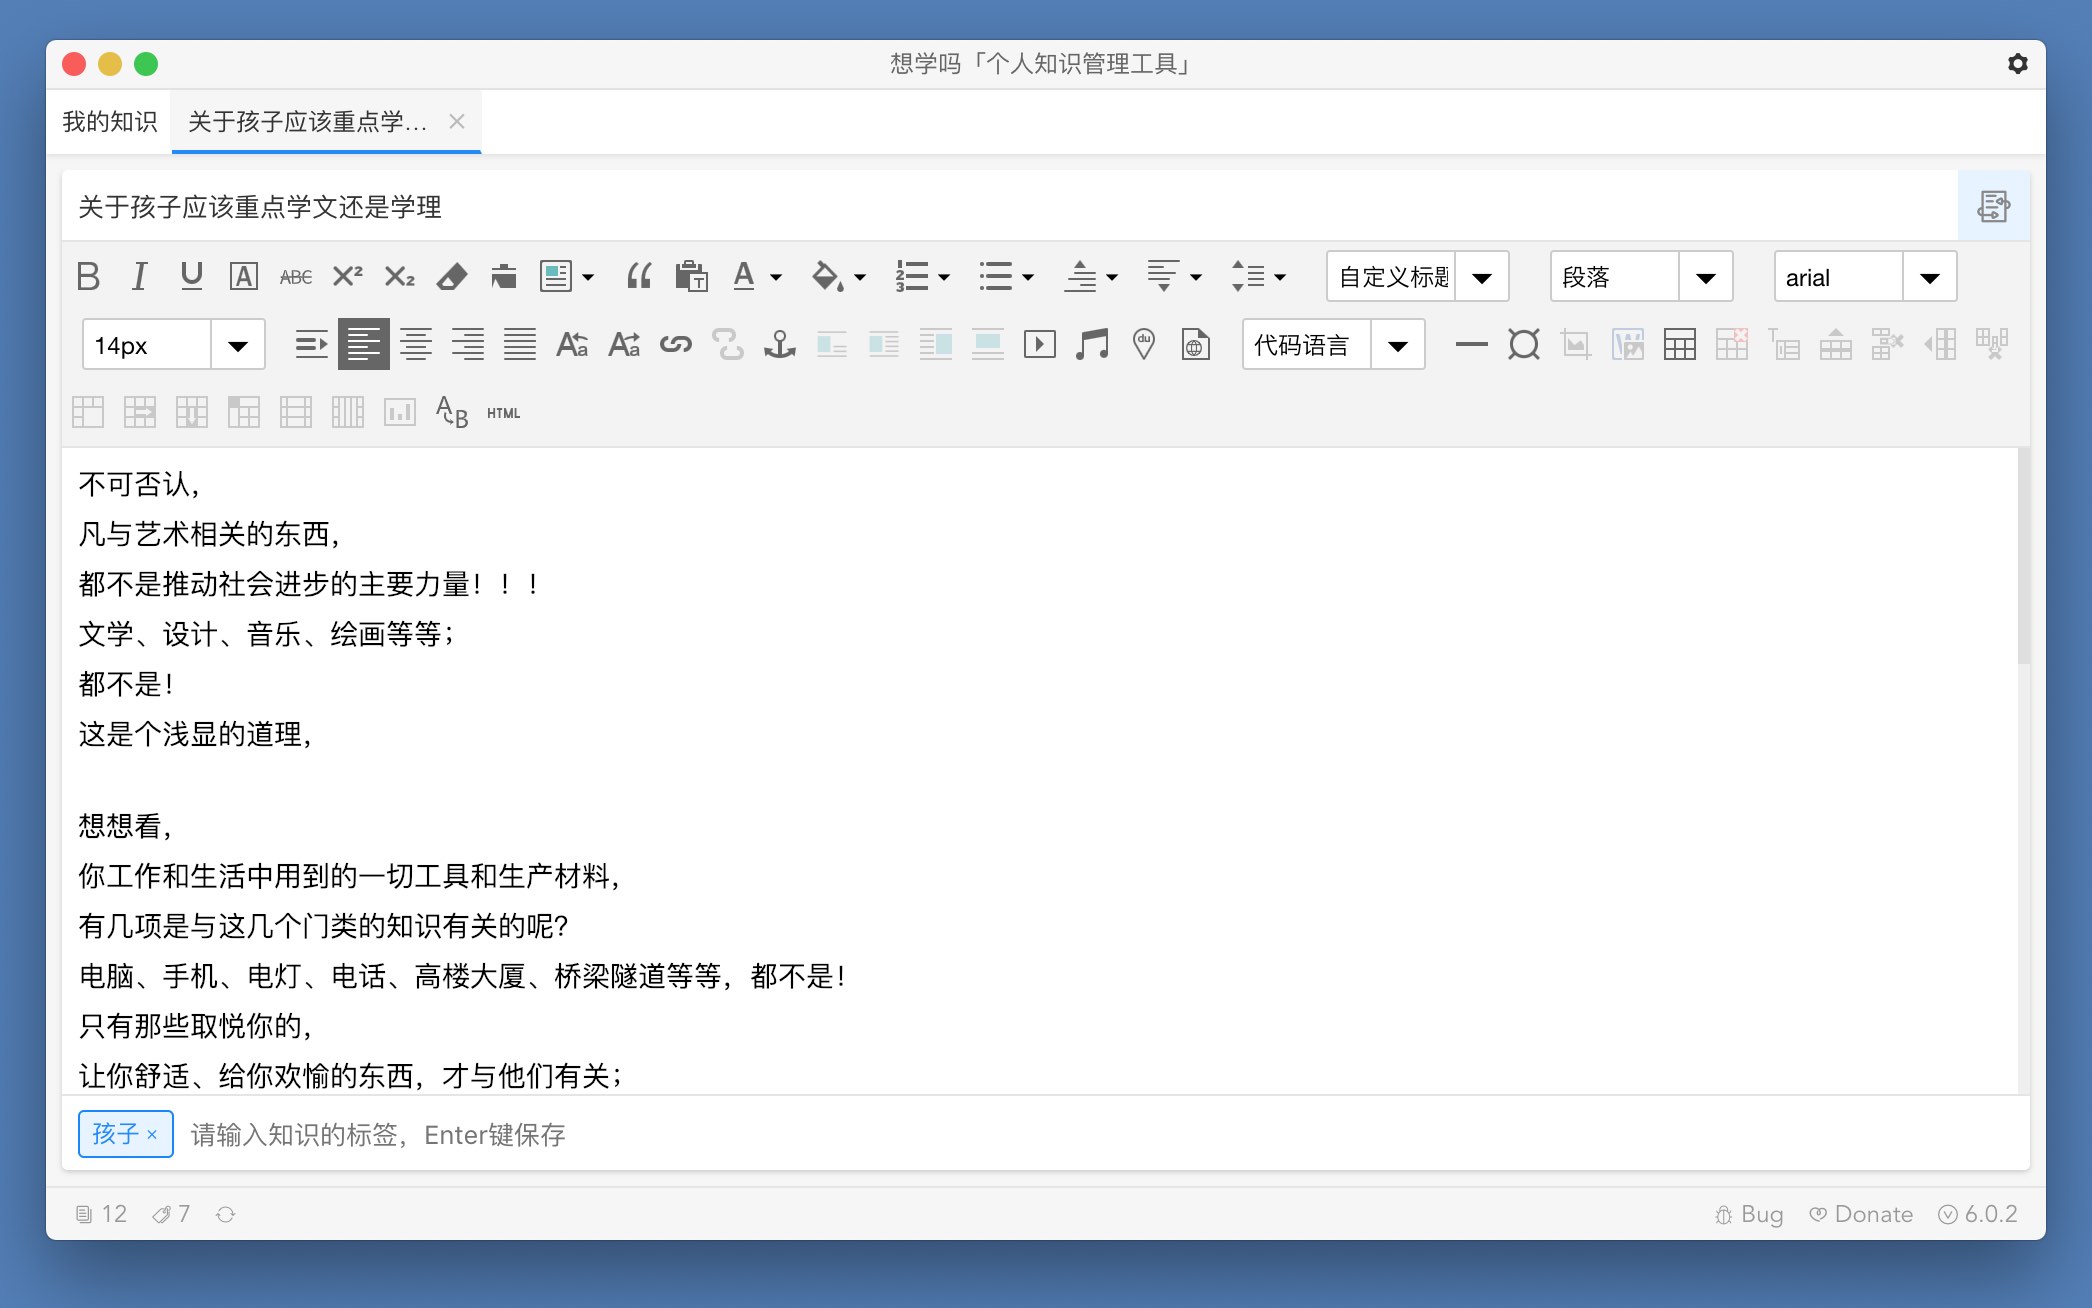 想学吗「个人知识管理工具」
我的知识
关于孩子应该重点学... ×
关于孩子应该重点学文还是学理
B I U A ABC X² X₂ A 自定义标题 段落 arial
14px Aa Aa du 代码语言
AB HTML
不可否认，
凡与艺术相关的东西，
都不是推动社会进步的主要力量！！！
文学、设计、音乐、绘画等等；
都不是！
这是个浅显的道理，
想想看，
你工作和生活中用到的一切工具和生产材料，
有几项是与这几个门类的知识有关的呢？
电脑、手机、电灯、电话、高楼大厦、桥梁隧道等等，都不是！
只有那些取悦你的，
让你舒适、给你欢愉的东西，才与他们有关；
孩子 × 请输入知识的标签，Enter键保存
12 7 Bug Donate 6.0.2